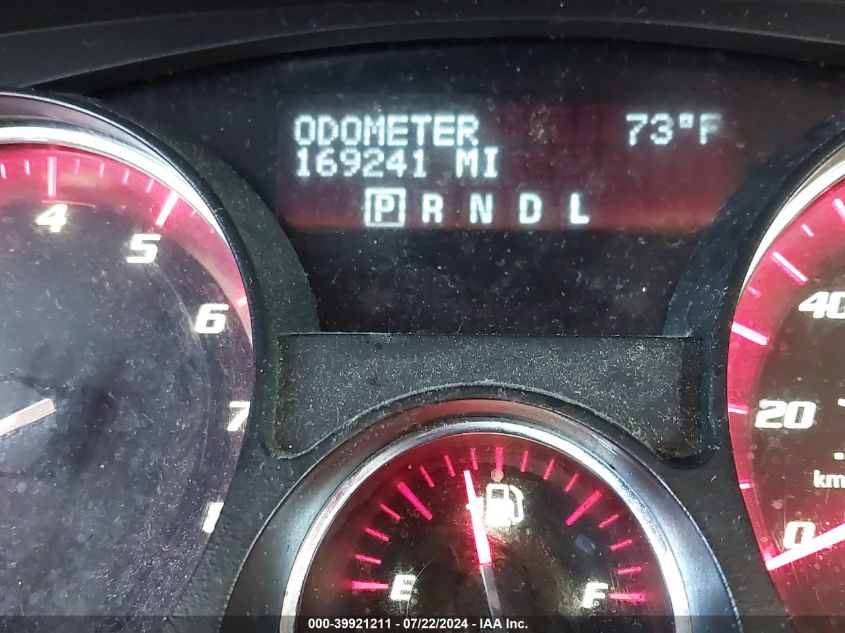 ODOMETER 73°F
169241 MI
P R N D L
4
5
6
7
8
40
20
0
km
E
F
000-39921211 - 07/22/2024 - IAA Inc.